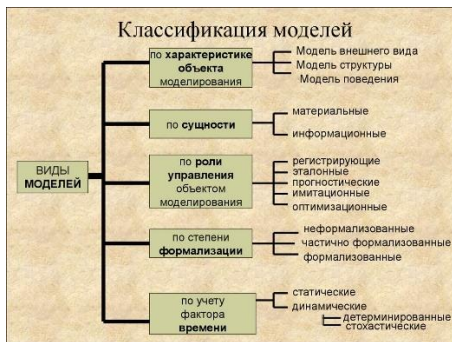 Классификация моделей
по характеристике
объекта
моделирования
Модель внешнего вида
Модель структуры
Модель поведения
по сущности
материальные
информационные
ВИДЫ
МОДЕЛЕЙ
по роли
управления
объектом
моделирования
регистрирующие
эталонные
прогностические
имитационные
оптимизационные
по степени
формализации
неформализованные
частично формализованные
формализованные
по учету
фактора
времени
статические
динамические
детерминированные
стохастические